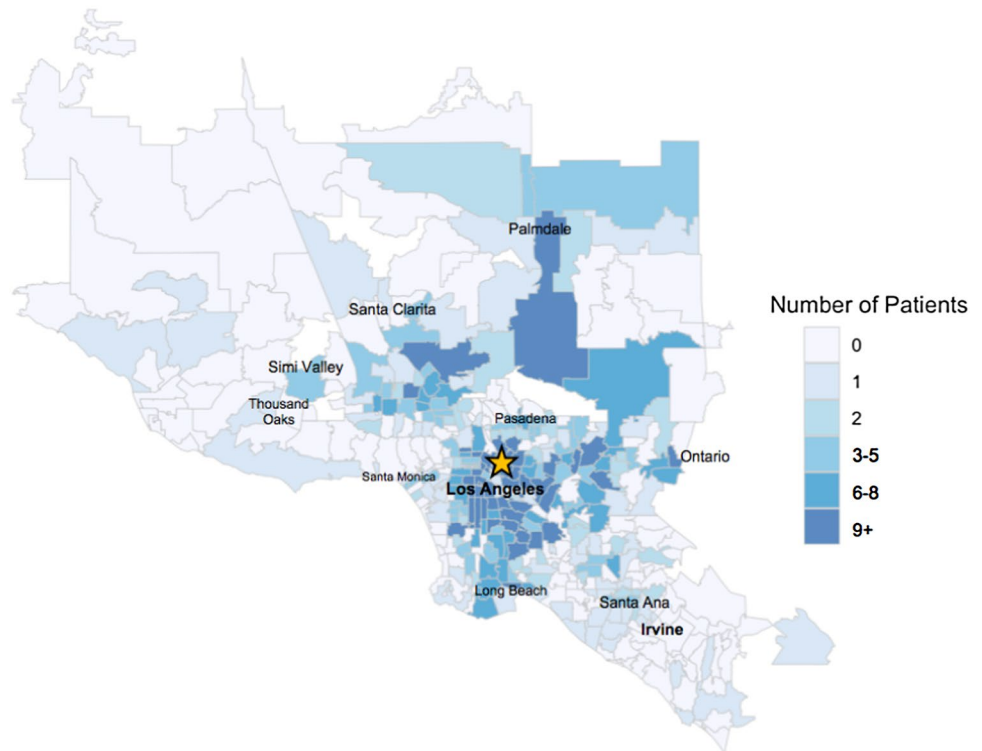 Palmdale
Number of Patients
Santa Clarita
0
Simi Valley
1
Thousand
Oaks
Pasadena
2
Santa Monica
Ontario
3-5
Los Angeles
6-8
9+
Long Beach
Santa Ana
Irvine